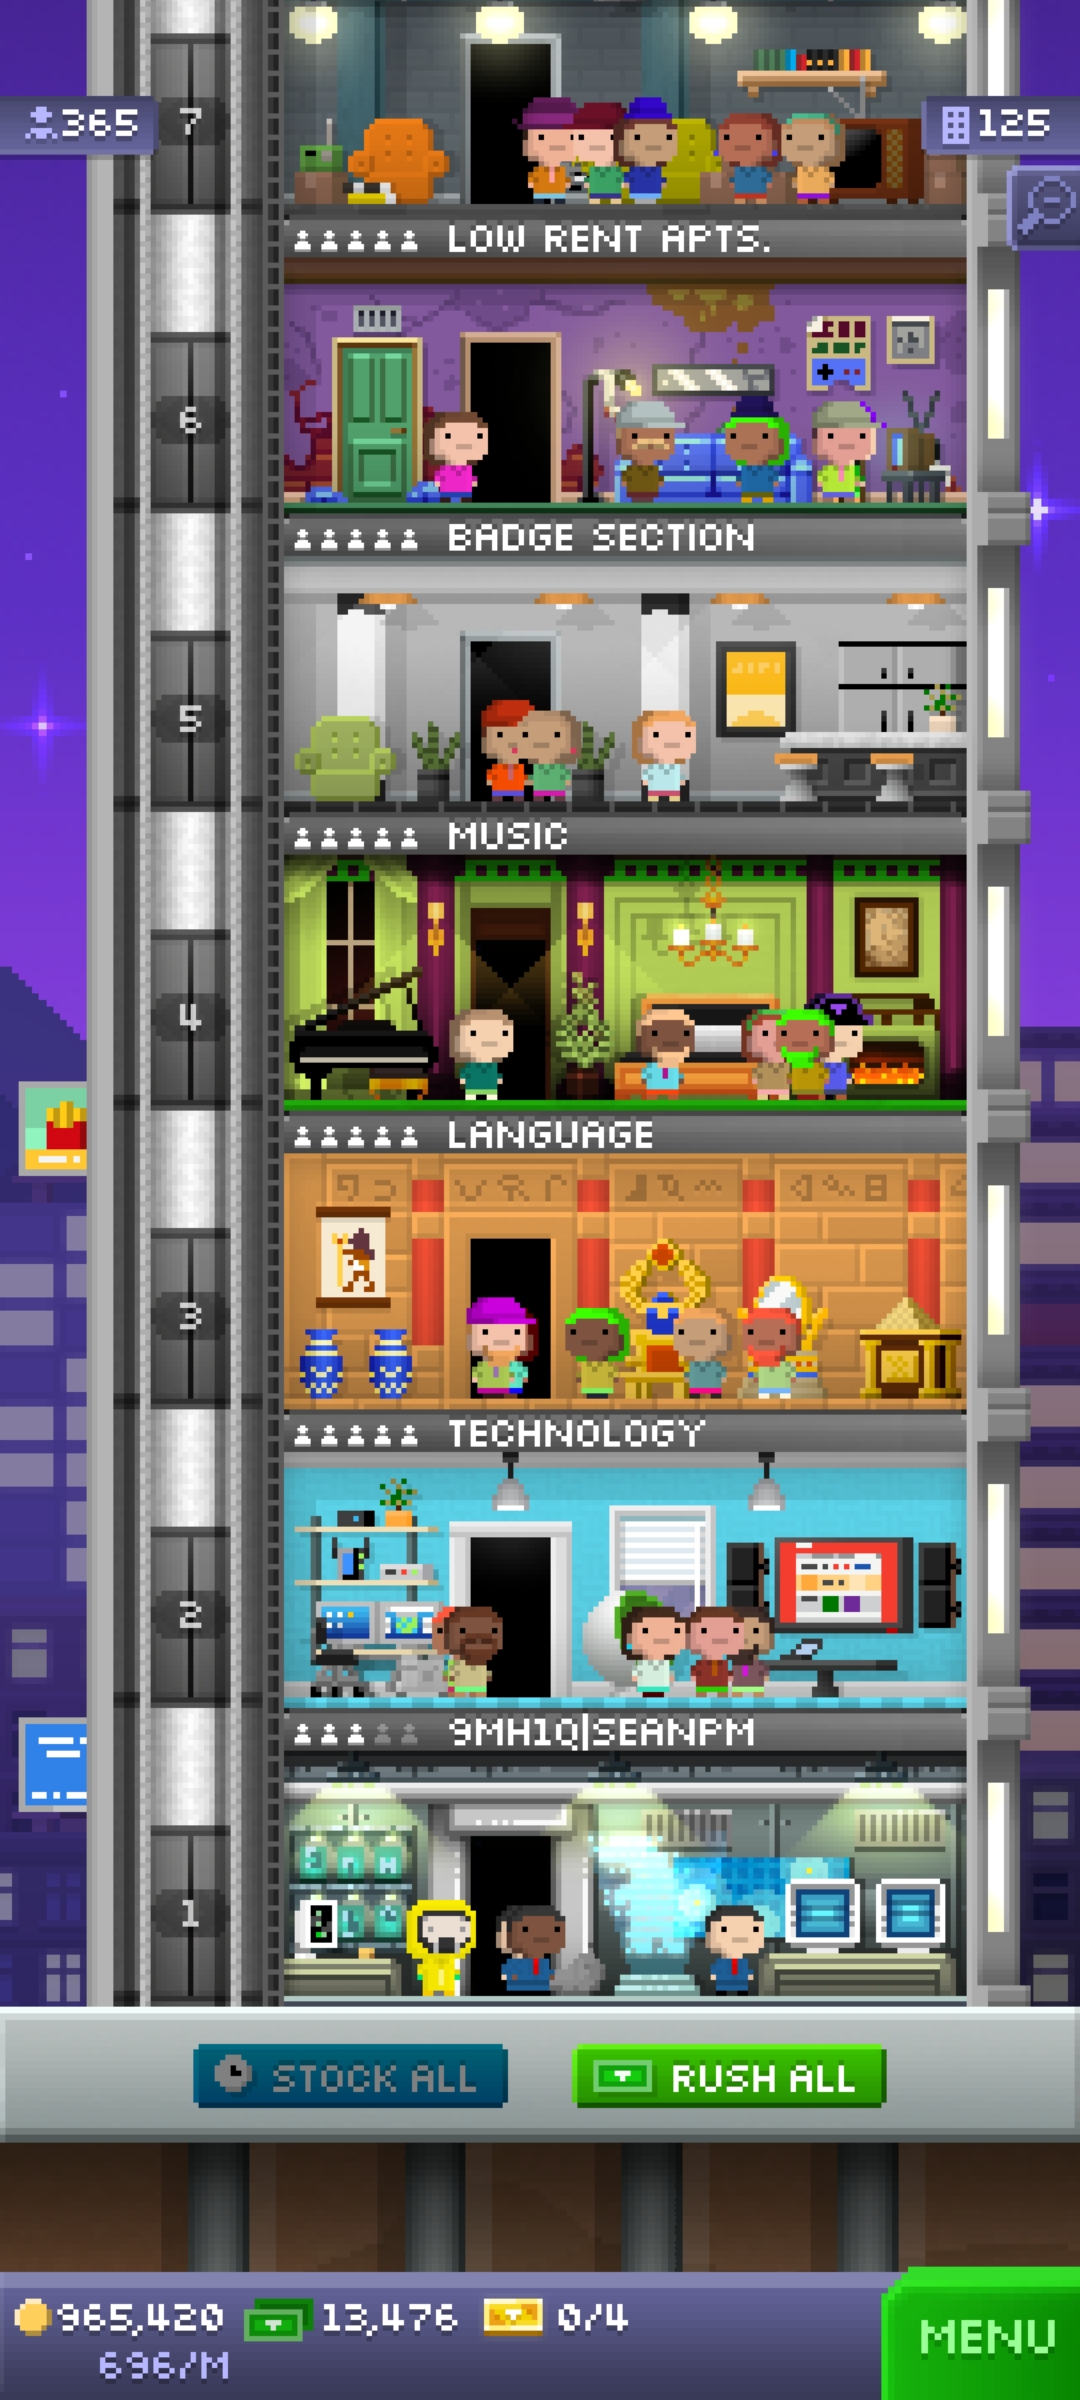 7
365
125
LOW RENT APTS.
6
BADGE SECTION
5
MUSIC
4
LANGUAGE
3
TECHNOLOGY
2
9MH1Q|SEANPM
1
STOCK ALL
RUSH ALL
965,420
13,476
0/4
696/M
MENU